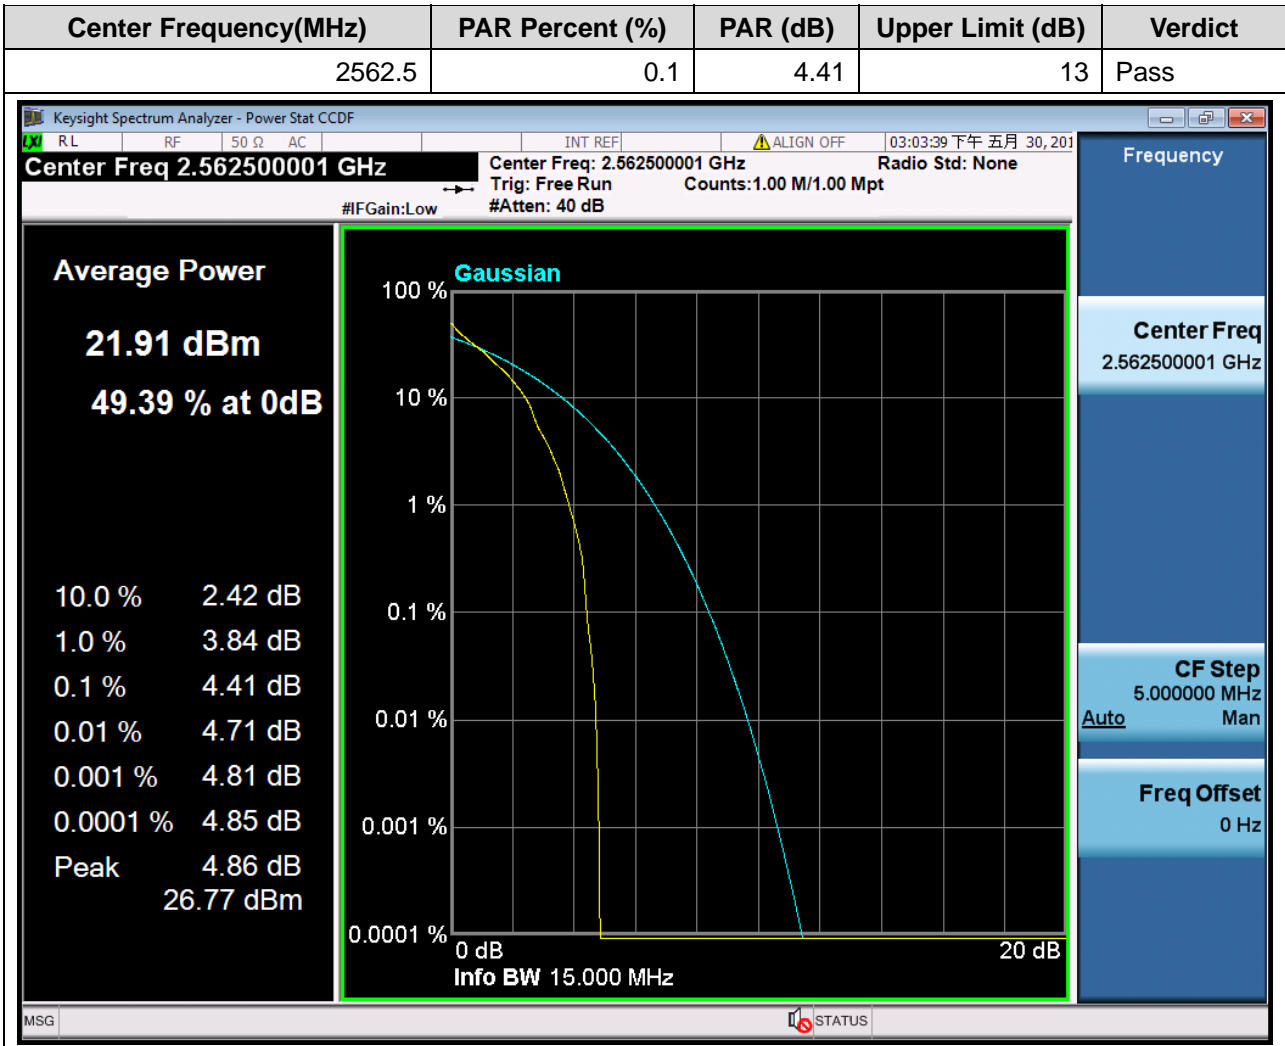 Center Frequency(MHz) PAR Percent (%) PAR (dB) Upper Limit (dB) Verdict
2562.5 0.1 4.41 13 Pass
Keysight Spectrum Analyzer - Power Stat CCDF
LXI RL RF 50 Ω AC INT REF ALIGN OFF 03:03:39 下午 五月 30, 201
Center Freq 2.562500001 GHz
Center Freq: 2.562500001 GHz Radio Std: None
Trig: Free Run Counts:1.00 M/1.00 Mpt
#IFGain:Low #Atten: 40 dB
Average Power
21.91 dBm
49.39 % at 0dB
10.0 % 2.42 dB
1.0 % 3.84 dB
0.1 % 4.41 dB
0.01 % 4.71 dB
0.001 % 4.81 dB
0.0001 % 4.85 dB
Peak 4.86 dB
26.77 dBm
Gaussian
100 %
10 %
1 %
0.1 %
0.01 %
0.001 %
0.0001 %
0 dB 20 dB
Info BW 15.000 MHz
Frequency
Center Freq
2.562500001 GHz
CF Step
5.000000 MHz
Auto Man
Freq Offset
0 Hz
MSG STATUS